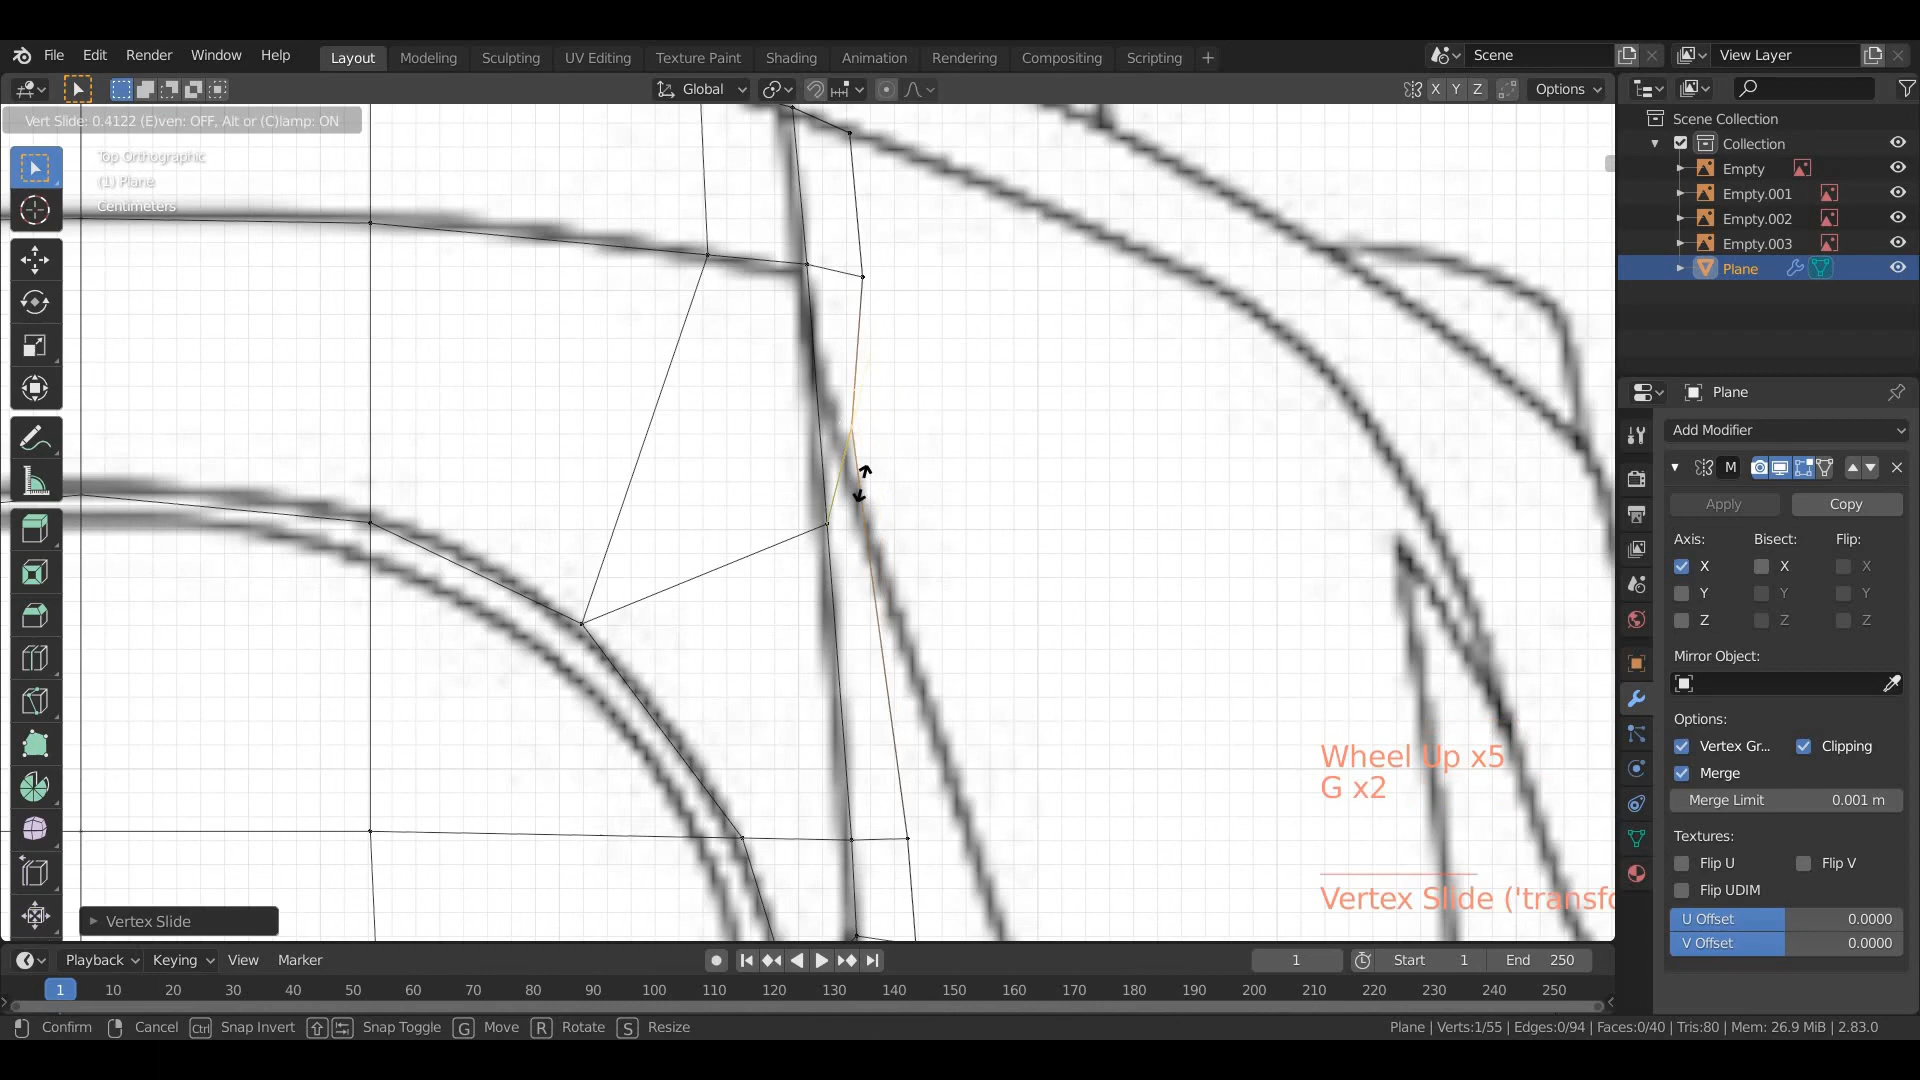 File Edit Render Window Help Layout Modeling Sculpting UV Editing Texture Paint Shading Animation Rendering Compositing Scripting + Scene View Layer
Global X Y Z Options
Vert Slide: 0.4122 (E)ven: OFF, Alt or (C)lamp: ON
Top Orthographic
(1) Plane
Centimeters
Scene Collection
Collection
Empty
Empty.001
Empty.002
Empty.003
Plane
Plane
Add Modifier
M
Apply Copy
Axis: Bisect: Flip:
X X X
Y Y Y
Z Z Z
Mirror Object:
Options:
Vertex Gr... Clipping
Merge
Merge Limit 0.001 m
Textures:
Flip U Flip V
Flip UDIM
U Offset 0.0000
V Offset 0.0000
Wheel Up x5
G x2
Vertex Slide ('transfo
Vertex Slide
Playback Keying View Marker 1 Start 1 End 250
1 10 20 30 40 50 60 70 80 90 100 110 120 130 140 150 160 170 180 190 200 210 220 230 240 250
Confirm Cancel Ctrl Snap Invert Snap Toggle G Move R Rotate S Resize Plane | Verts:1/55 | Edges:0/94 | Faces:0/40 | Tris:80 | Mem: 26.9 MiB | 2.83.0